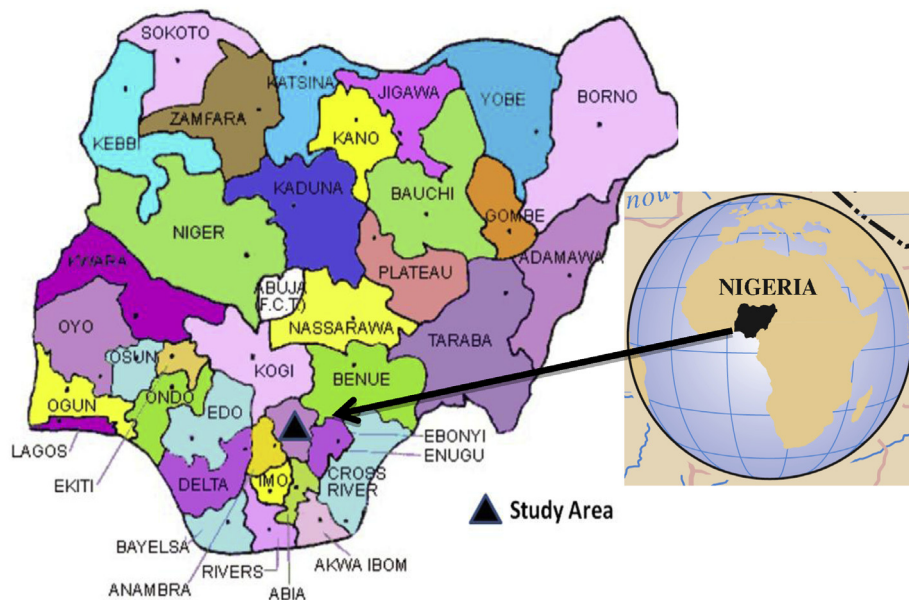 SOKOTO
KATSINA
JIGAWA
YOBE
BORNO
ZAMFARA
KANO
KEBBI
KADUNA
BAUCHI
GOMBE
NIGER
ADAMAWA
KWARA
ABUJA
(F.C.T.)
PLATEAU
NASSARAWA
OYO
TARABA
OSUN
KOGI
BENUE
ONDO
OGUN
EDO
LAGOS
EBONYI
ENUGU
EKITI
DELTA
IMO
CROSS
RIVER
BAYELSA
RIVERS
AKWA IBOM
ANAMBRA
ABIA
NIGERIA
Study Area